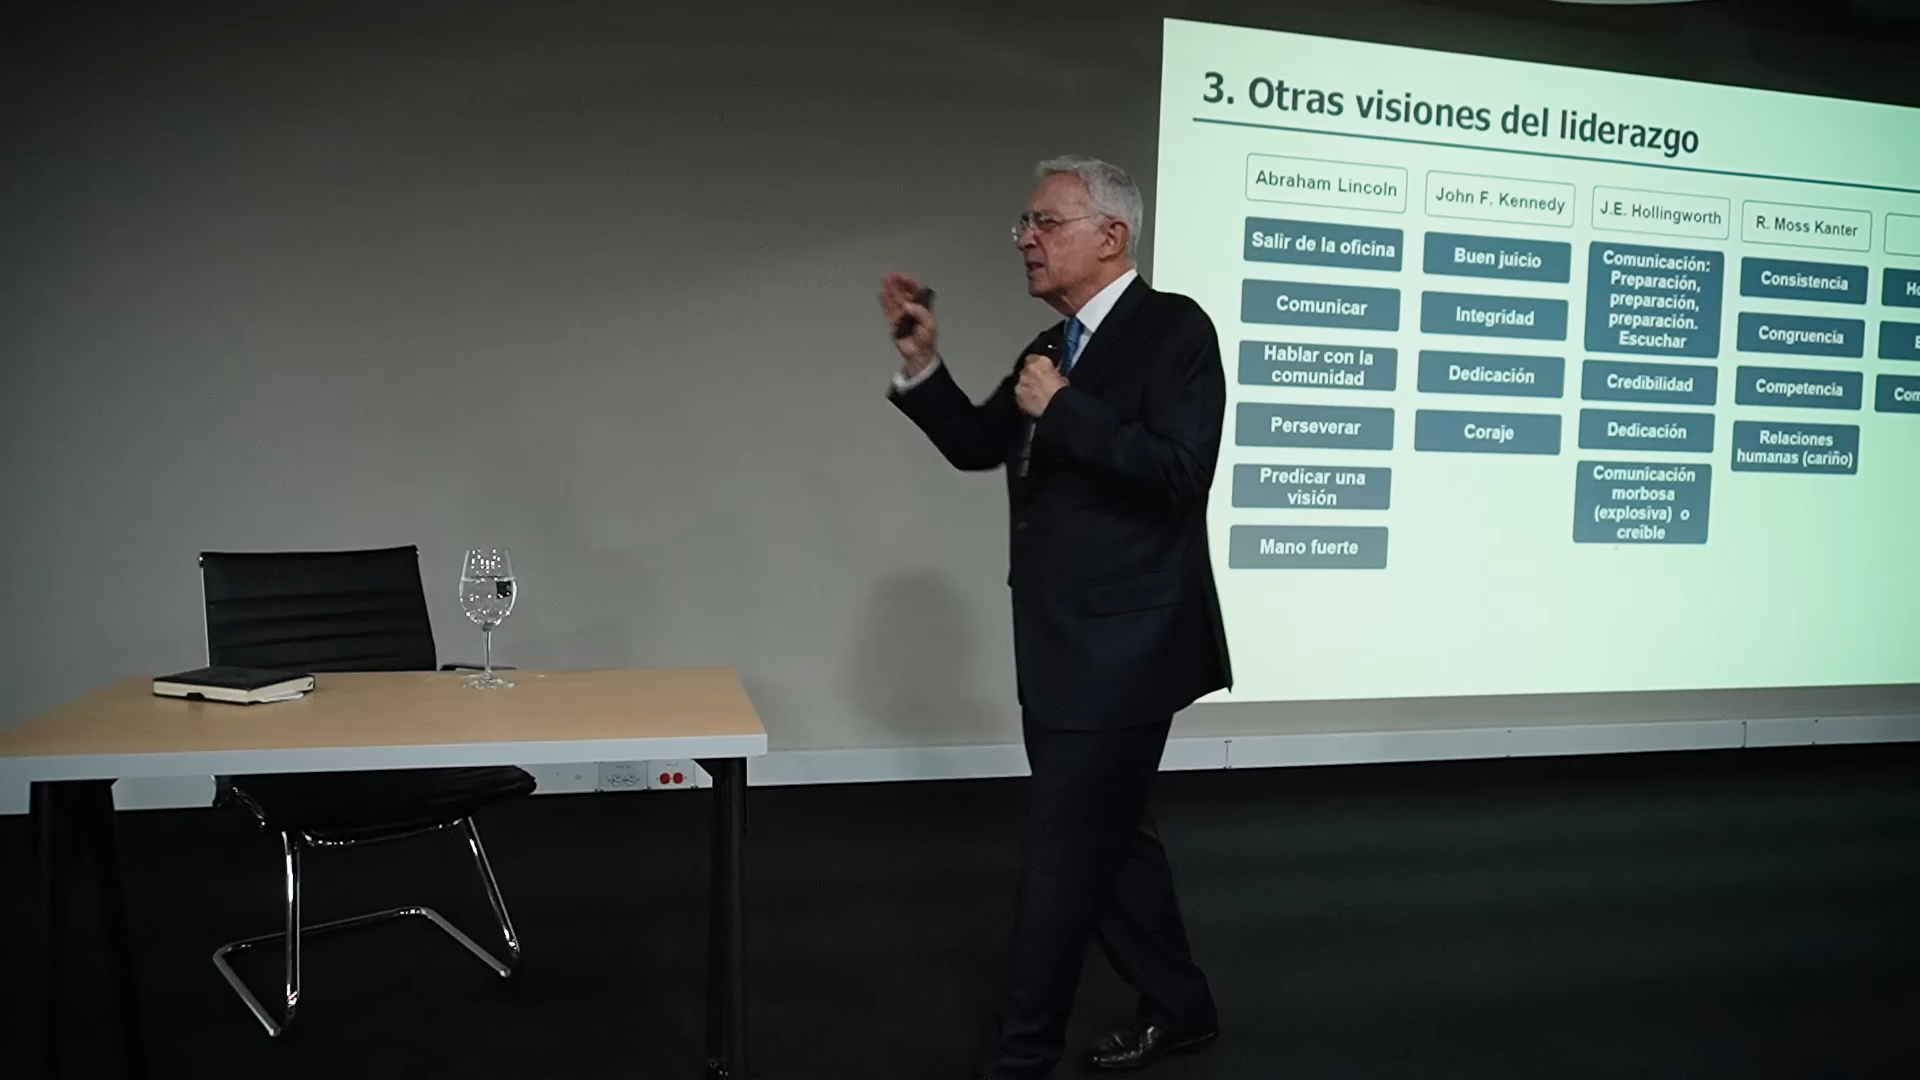 3. Otras visiones del liderazgo
Abraham Lincoln
Salir de la oficina
Comunicar
Hablar con la
comunidad
Perseverar
Predicar una
visión
Mano fuerte
John F. Kennedy
Buen juicio
Integridad
Dedicación
Coraje
J.E. Hollingworth
Comunicación:
Preparación,
preparación,
preparación.
Escuchar
Credibilidad
Dedicación
Comunicación
morbosa
(explosiva) o
creíble
R. Moss Kanter
Consistencia
Congruencia
Competencia
Relaciones
humanas (cariño)